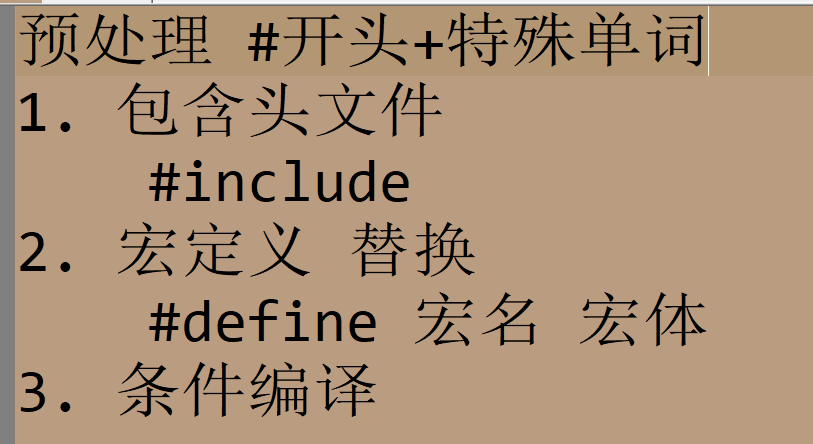 预处理 #开头+特殊单词
1. 包含头文件
#include
2. 宏定义 替换
#define 宏名 宏体
3. 条件编译